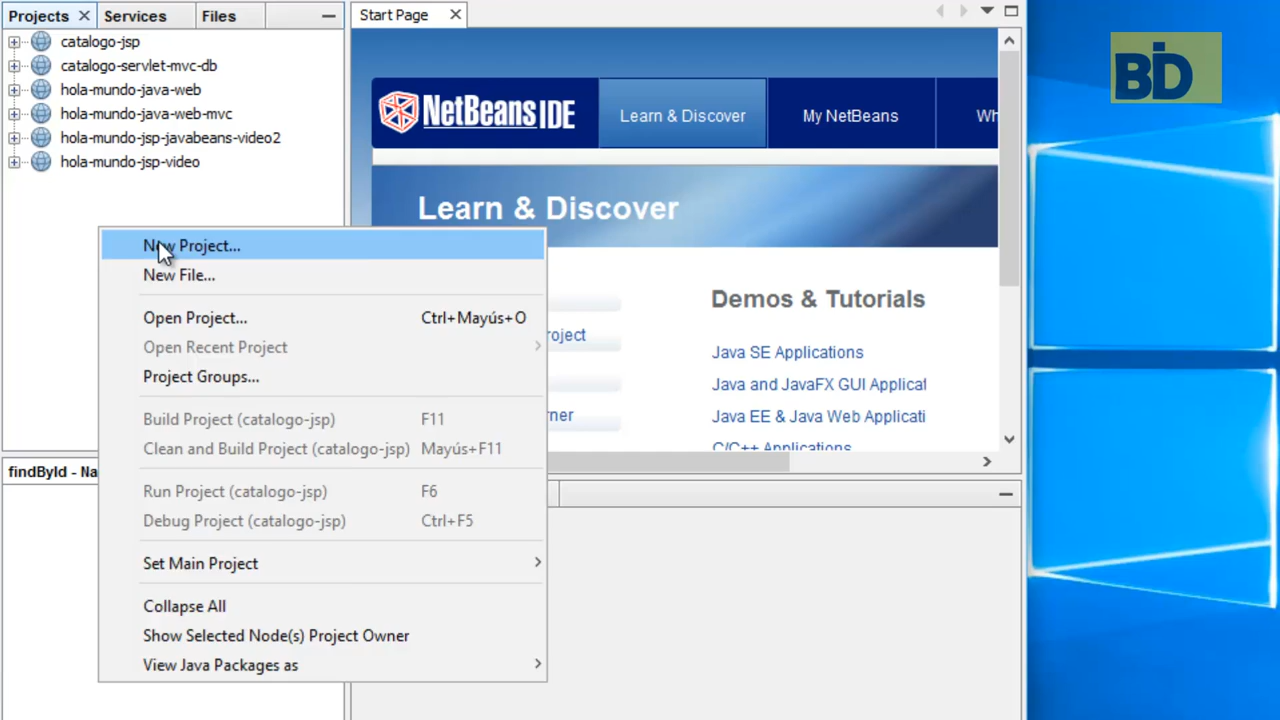 Projects
Services
Files
catalogo-jsp
catalogo-servlet-mvc-db
hola-mundo-java-web
hola-mundo-java-web-mvc
hola-mundo-jsp-javabeans-video2
hola-mundo-jsp-video
Start Page
BID
NetBeans IDE
Learn & Discover
My NetBeans
Wh
Learn & Discover
Demos & Tutorials
roject
Java SE Applications
Java and JavaFX GUI Applicat
ner
Java EE & Java Web Applicati
C/C++ Applications
New Project...
New File...
Open Project... Ctrl+Mayús+O
Open Recent Project
Project Groups...
Build Project (catalogo-jsp) F11
Clean and Build Project (catalogo-jsp) Mayús+F11
Run Project (catalogo-jsp) F6
Debug Project (catalogo-jsp) Ctrl+F5
Set Main Project
Collapse All
Show Selected Node(s) Project Owner
View Java Packages as
findById - Na